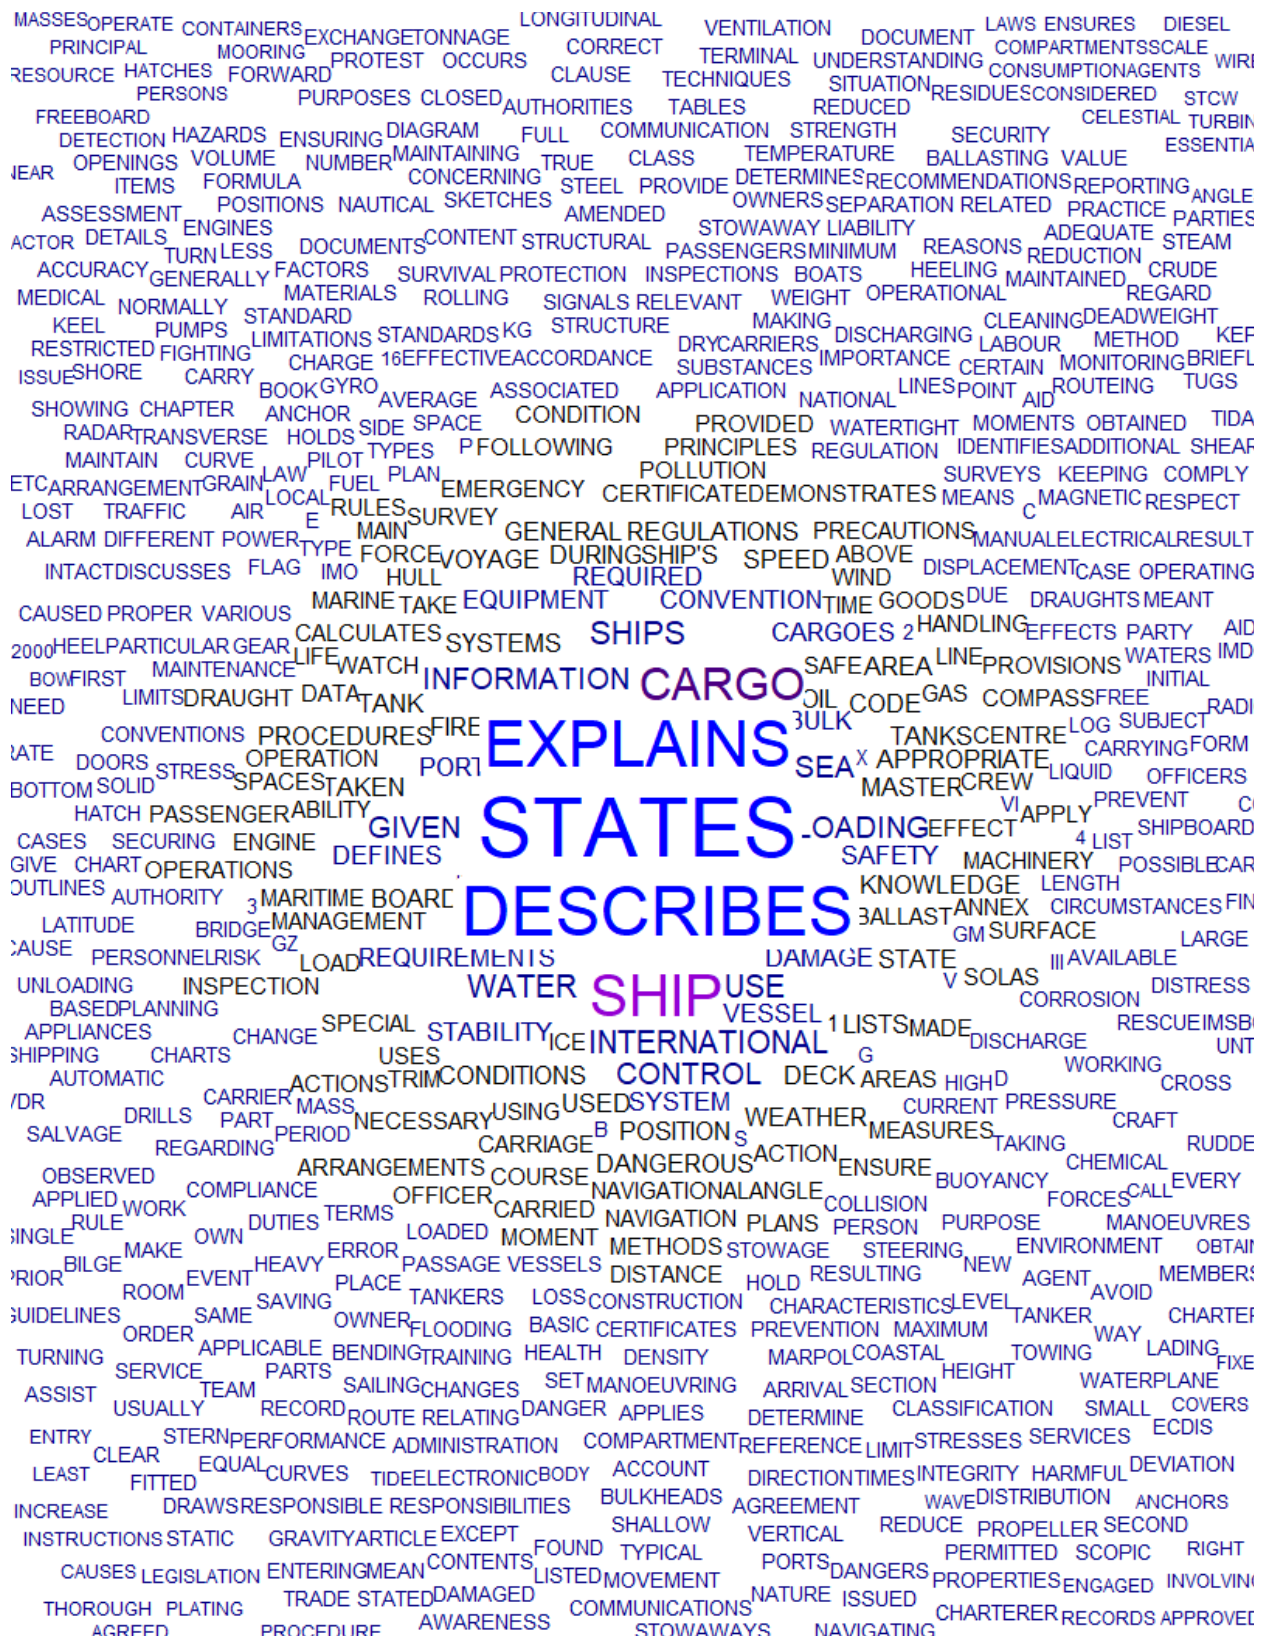 MASSES OPERATE CONTAINERS EXCHANGE TONNAGE LONGITUDINAL VENTILATION DOCUMENT LAWS ENSURES DIESEL
PRINCIPAL MOORING PROTEST OCCURS CORRECT TERMINAL UNDERSTANDING COMPARTMENTS SCALE
RESOURCE HATCHES FORWARD CLAUSE TECHNIQUES SITUATION CONSUMPTION AGENTS
PERSONS PURPOSES CLOSED AUTHORITIES TABLES REDUCED RESIDUES CONSIDERED STCW
FREEBOARD CELESTIAL
DETECTION HAZARDS ENSURING DIAGRAM FULL COMMUNICATION STRENGTH SECURITY
OPENINGS VOLUME NUMBER MAINTAINING TRUE CLASS TEMPERATURE BALLASTING VALUE
ITEMS FORMULA CONCERNING STEEL PROVIDE DETERMINES RECOMMENDATIONS REPORTING ANGLE
POSITIONS NAUTICAL SKETCHES AMENDED OWNERS SEPARATION RELATED PRACTICE PARTIES
ASSESSMENT ENGINES STOWAWAY LIABILITY ADEQUATE
DETAILS TURN LESS DOCUMENTS CONTENT STRUCTURAL PASSENGERS MINIMUM REASONS REDUCTION STEAM
ACCURACY GENERALLY FACTORS SURVIVAL PROTECTION INSPECTIONS BOATS HEELING MAINTAINED CRUDE
MEDICAL NORMALLY MATERIALS ROLLING SIGNALS RELEVANT WEIGHT OPERATIONAL REGARD
KEEL PUMPS STANDARD LIMITATIONS STANDARDS KG STRUCTURE MAKING DISCHARGING CLEANING DEADWEIGHT METHOD
RESTRICTED FIGHTING CHARGE 16 EFFECTIVE ACCORDANCE DRY CARRIERS IMPORTANCE LABOUR MONITORING
ISSUE SHORE CARRY BOOK GYRO AVERAGE ASSOCIATED SUBSTANCES APPLICATION NATIONAL LINES CERTAIN POINT AID ROUTEING TUGS
SHOWING CHAPTER ANCHOR SIDE SPACE CONDITION PROVIDED WATERTIGHT MOMENTS OBTAINED
RADAR TRANSVERSE HOLDS TYPES P FOLLOWING PRINCIPLES REGULATION IDENTIFIES ADDITIONAL SHEAR
MAINTAIN CURVE LAW PILOT PLAN POLLUTION SURVEYS KEEPING COMPLY
ETC ARRANGEMENT GRAIN LOCAL FUEL EMERGENCY CERTIFICATE DEMONSTRATES MEANS C MAGNETIC RESPECT
LOST TRAFFIC AIR E RULES MAIN SURVEY GENERAL REGULATIONS PRECAUTIONS
ALARM DIFFERENT POWER TYPE FORCE VOYAGE DURING SHIP'S SPEED ABOVE MANUAL ELECTRICAL RESULT
INTACT DISCUSSES FLAG IMO HULL REQUIRED WIND DISPLACEMENT CASE OPERATING
CAUSED PROPER VARIOUS MARINE TAKE EQUIPMENT CONVENTION TIME GOODS DUE DRAUGHTS MEANT
2000 HEEL PARTICULAR GEAR CALCULATES SYSTEMS SHIPS CARGOES 2 HANDLING EFFECTS PARTY AID
BOW FIRST MAINTENANCE LIFE WATCH INFORMATION CARGO SAFE AREA LINE PROVISIONS WATERS INITIAL
NEED LIMITS DRAUGHT DATA TANK OIL CODE GAS COMPASS FREE
CONVENTIONS PROCEDURES FIRE EXPLAINS BULK TANKS CENTRE LOG SUBJECT
DOORS STRESS OPERATION PORT SEA X APPROPRIATE LIQUID CARRYING FORM
BOTTOM SOLID SPACES TAKEN MASTER CREW OFFICERS
HATCH PASSENGER ABILITY GIVEN STATES LOADING EFFECT VI APPLY PREVENT
CASES SECURING ENGINE DEFINES SAFETY MACHINERY 4 LIST SHIPBOARD
GIVE CHART OPERATIONS POSSIBLE
OUTLINES AUTHORITY 3 MARITIME BOARD DESCRIBES KNOWLEDGE LENGTH
LATITUDE BRIDGE MANAGEMENT BALLAST ANNEX CIRCUMSTANCES
CAUSE PERSONNEL RISK GZ LOAD REQUIREMENTS DAMAGE STATE GM SURFACE III AVAILABLE LARGE
UNLOADING INSPECTION WATER SHIP USE V SOLAS CORROSION DISTRESS
BASED PLANNING VESSEL
APPLIANCES CHANGE SPECIAL STABILITY ICE INTERNATIONAL 1 LISTS MADE DISCHARGE RESCUE
SHIPPING CHARTS USES G WORKING
AUTOMATIC ACTIONS TRIM CONDITIONS CONTROL DECK AREAS HIGH D CROSS
VDR DRILLS CARRIER PART MASS NECESSARY USING USED SYSTEM WEATHER CURRENT PRESSURE CRAFT
SALVAGE REGARDING PERIOD CARRIAGE B POSITION S ACTION MEASURES TAKING
OBSERVED ARRANGEMENTS COURSE DANGEROUS ENSURE BUOYANCY CHEMICAL
APPLIED WORK COMPLIANCE OFFICER CARRIED NAVIGATIONAL ANGLE COLLISION FORCES CALL EVERY
RULE OWN DUTIES TERMS LOADED MOMENT NAVIGATION PLANS PERSON PURPOSE MANOEUVRES
BILGE MAKE HEAVY ERROR PASSAGE VESSELS METHODS STOWAGE STEERING NEW ENVIRONMENT
ROOM EVENT SAVING PLACE TANKERS LOSS DISTANCE HOLD RESULTING AGENT AVOID MEMBERS
GUIDELINES SAME OWNER CONSTRUCTION CHARACTERISTICS LEVEL TANKER
ORDER APPLICABLE FLOODING BASIC CERTIFICATES PREVENTION MAXIMUM WAY
TURNING SERVICE PARTS BENDING TRAINING HEALTH DENSITY MARPOL COASTAL HEIGHT TOWING LADING
ASSIST TEAM SAILING CHANGES SET MANOEUVRING ARRIVAL SECTION WATERPLANE
USUALLY RECORD ROUTE RELATING DANGER APPLIES DETERMINE CLASSIFICATION SMALL COVERS
ENTRY CLEAR STERN PERFORMANCE ADMINISTRATION COMPARTMENT REFERENCE LIMIT STRESSES SERVICES ECDIS
LEAST FITTED EQUAL CURVES TIDE ELECTRONIC BODY ACCOUNT DIRECTION TIMES INTEGRITY HARMFUL DEVIATION
INCREASE DRAWS RESPONSIBLE RESPONSIBILITIES BULKHEADS AGREEMENT WAVE DISTRIBUTION ANCHORS
INSTRUCTIONS STATIC GRAVITY ARTICLE EXCEPT SHALLOW VERTICAL REDUCE PROPELLER SECOND
CAUSES LEGISLATION ENTERING MEAN CONTENTS FOUND TYPICAL PORTS DANGERS PERMITTED SCOPIC RIGHT
LISTED MOVEMENT PROPERTIES ENGAGED
THOROUGH PLATING TRADE STATED DAMAGED COMMUNICATIONS NATURE ISSUED CHARTERER RECORDS APPROVED
AGREED PROCEDURE AWARENESS STOWAWAYS NAVIGATING